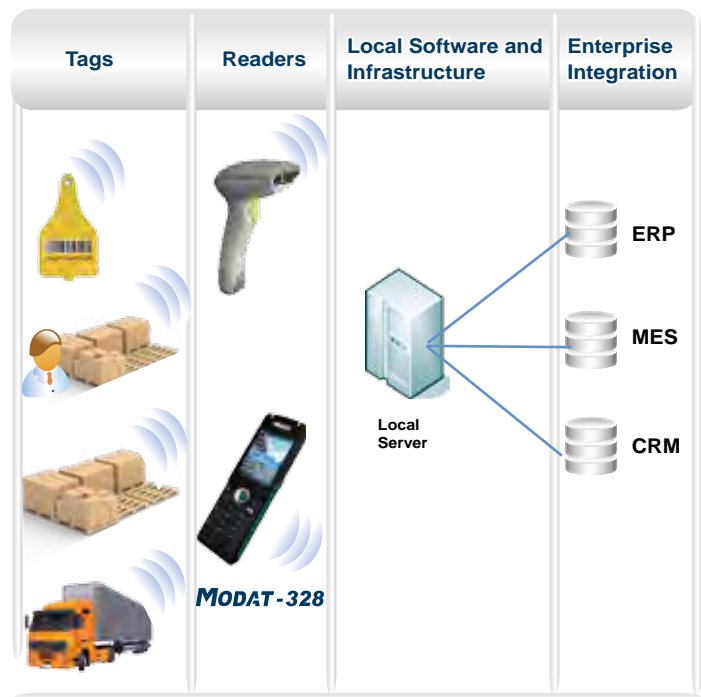 Tags
Readers
Local Software and
Infrastructure
Enterprise
Integration
ERP
MES
Local
Server
CRM
MODAT-328